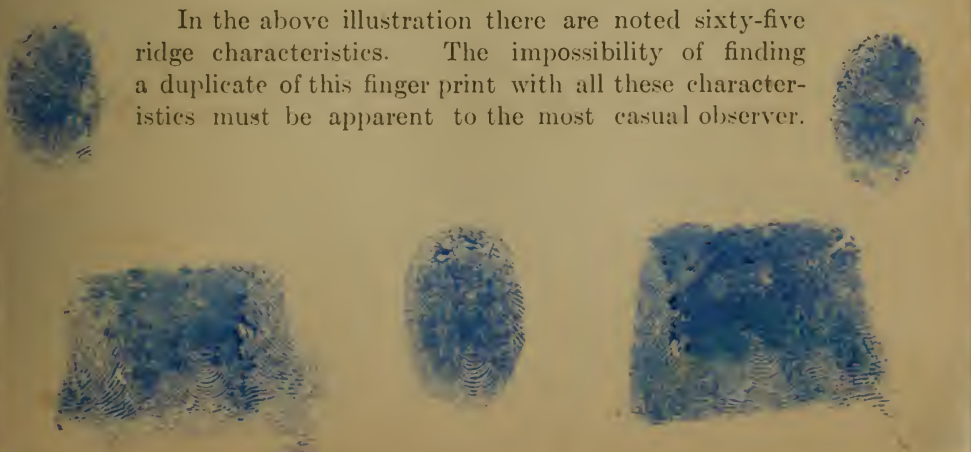 In the above illustration there are noted sixty-five
ridge characteristics. The impossibility of finding
a duplicate of this finger print with all these character-
istics must be apparent to the most casual observer.